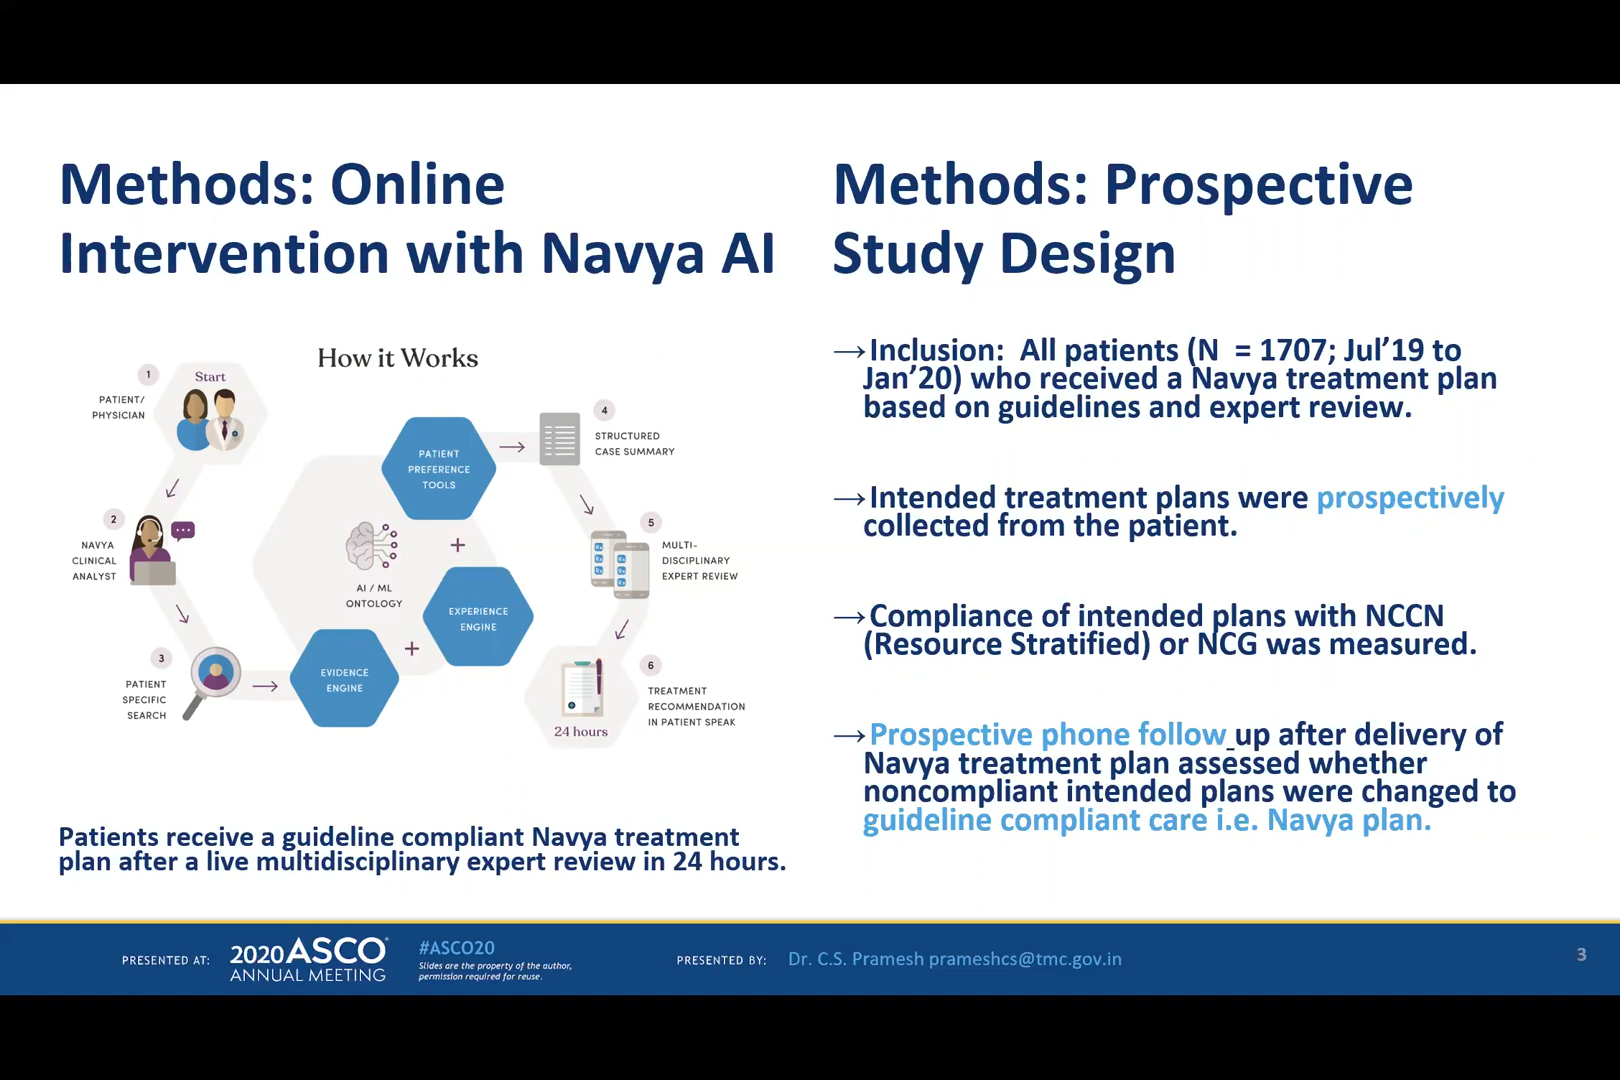 Methods: Online
Intervention with Navya AI
How it Works
1
Start
PATIENT/
PHYSICIAN
2
NAVYA
CLINICAL
ANALYST
3
PATIENT
SPECIFIC
SEARCH
PATIENT
PREFERENCE
TOOLS
+
AI / ML
ONTOLOGY
EXPERIENCE
ENGINE
+
EVIDENCE
ENGINE
4
STRUCTURED
CASE SUMMARY
5
MULTI-
DISCIPLINARY
EXPERT REVIEW
6
TREATMENT
RECOMMENDATION
IN PATIENT SPEAK
24 hours
Patients receive a guideline compliant Navya treatment
plan after a live multidisciplinary expert review in 24 hours.
Methods: Prospective
Study Design
→Inclusion:  All patients (N  = 1707; Jul’19 to
Jan’20) who received a Navya treatment plan
based on guidelines and expert review.
→Intended treatment plans were prospectively
collected from the patient.
→Compliance of intended plans with NCCN
(Resource Stratified) or NCG was measured.
→Prospective phone follow up after delivery of
Navya treatment plan assessed whether
noncompliant intended plans were changed to
guideline compliant care i.e. Navya plan.
PRESENTED AT:
2020 ASCO
ANNUAL MEETING
#ASCO20
Slides are the property of the author,
permission required for reuse.
PRESENTED BY:
Dr. C.S. Pramesh prameshcs@tmc.gov.in
3